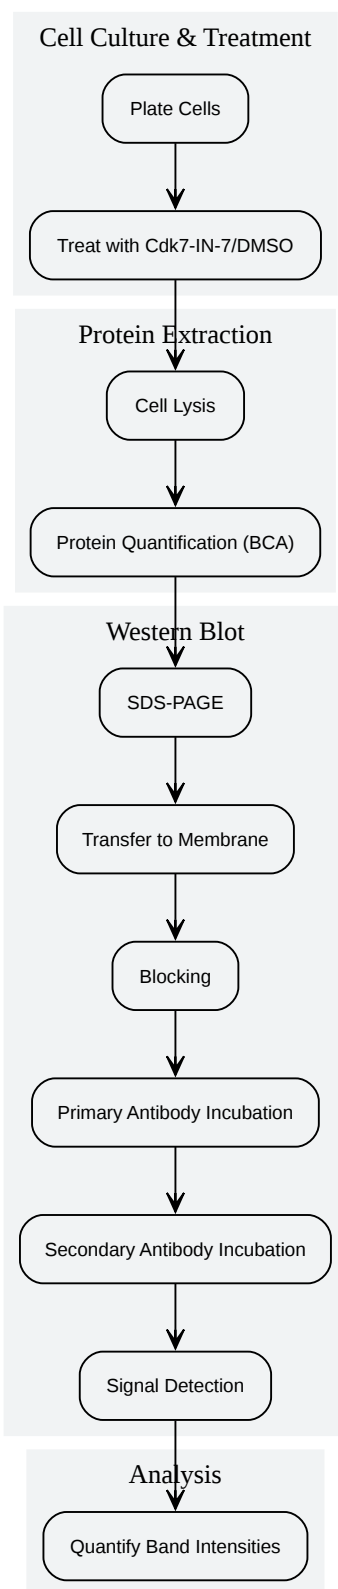 Cell Culture & Treatment
Plate Cells
Treat with Cdk7-IN-7/DMSO
Protein Extraction
Cell Lysis
Protein Quantification (BCA)
Western Blot
SDS-PAGE
Transfer to Membrane
Blocking
Primary Antibody Incubation
Secondary Antibody Incubation
Signal Detection
Analysis
Quantify Band Intensities